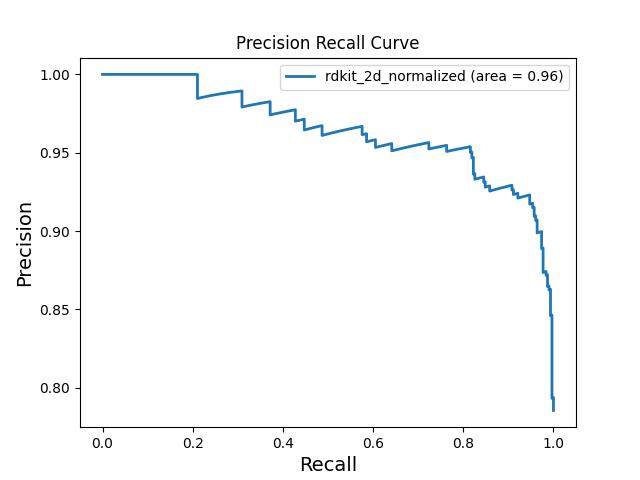 Precision Recall Curve
rdkit_2d_normalized (area = 0.96)
1.00
0.95
0.90
0.85
0.80
Precision
0.0 0.2 0.4 0.6 0.8 1.0
Recall